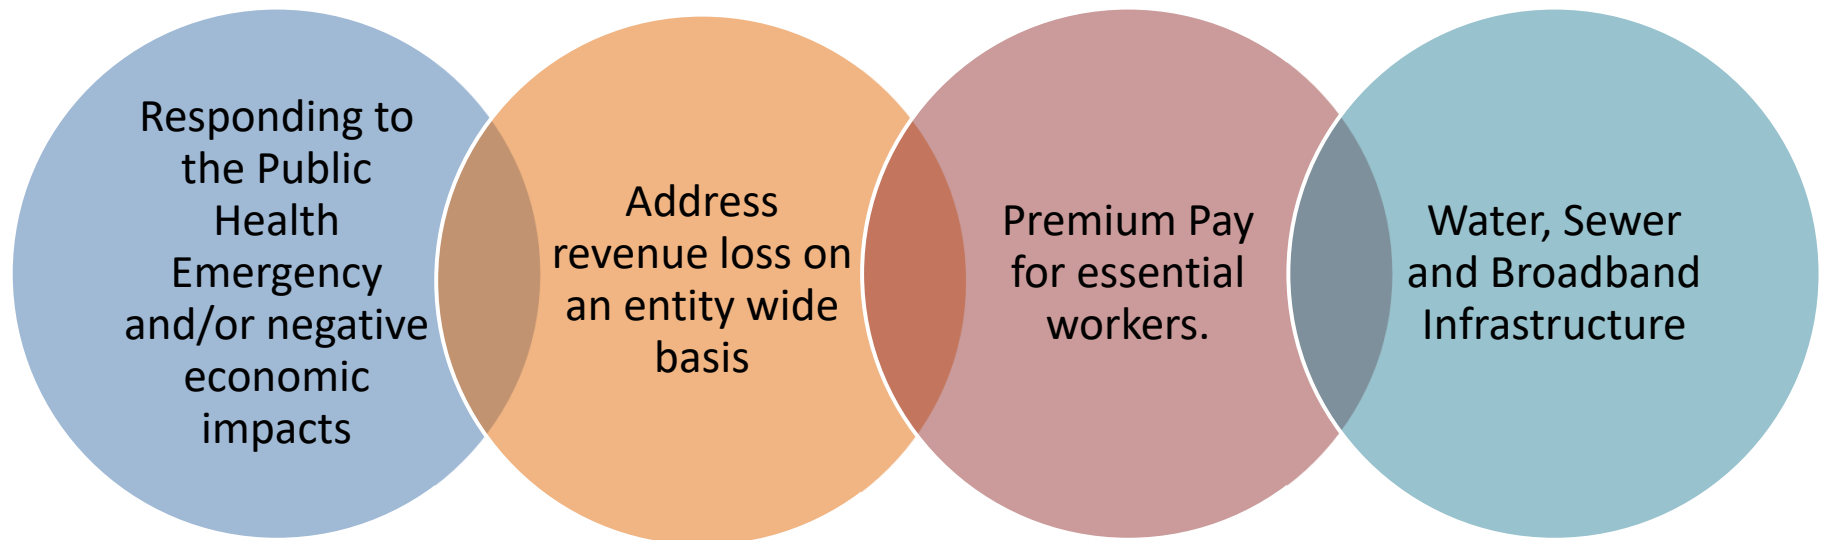 Responding to
the Public
Health
Emergency
and/or negative
economic
impacts
Address
revenue loss on
an entity wide
basis
Premium Pay
for essential
workers.
Water, Sewer
and Broadband
Infrastructure